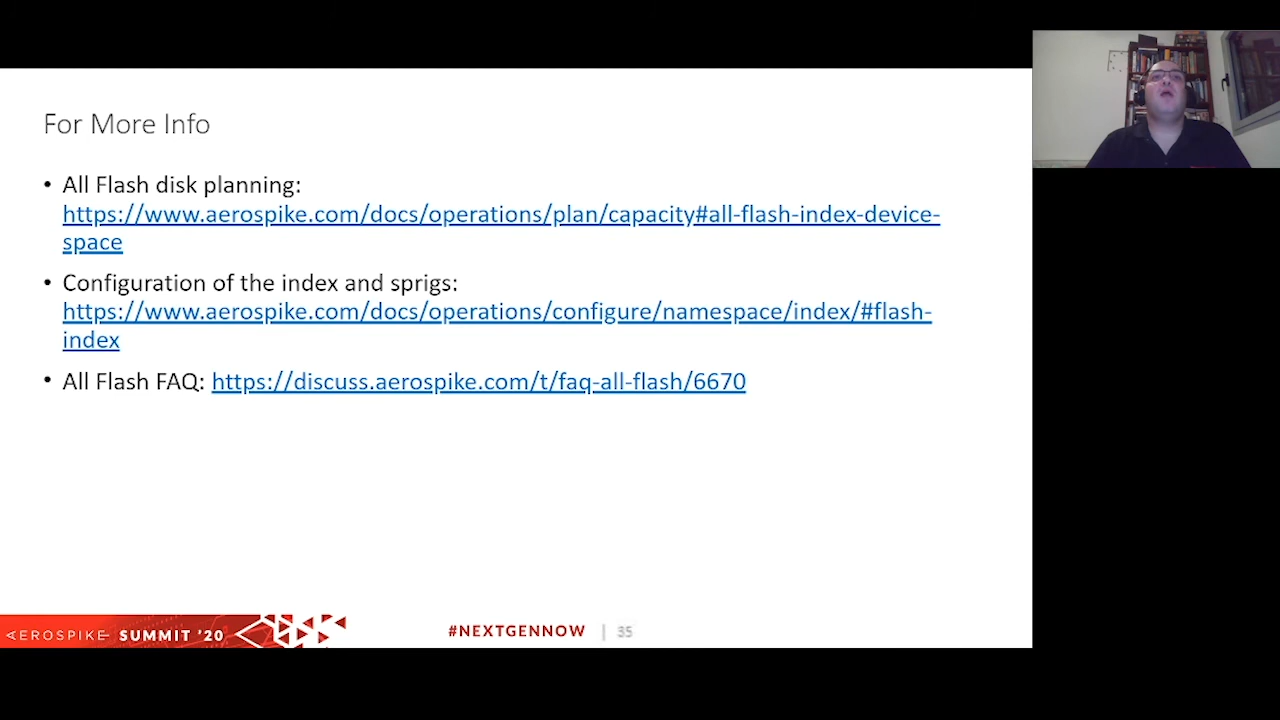 For More Info
• All Flash disk planning:
https://www.aerospike.com/docs/operations/plan/capacity#all-flash-index-device-
space
• Configuration of the index and sprigs:
https://www.aerospike.com/docs/operations/configure/namespace/index/#flash-
index
• All Flash FAQ: https://discuss.aerospike.com/t/faq-all-flash/6670
AEROSPIKE SUMMIT '20
#NEXTGENNOW | 35